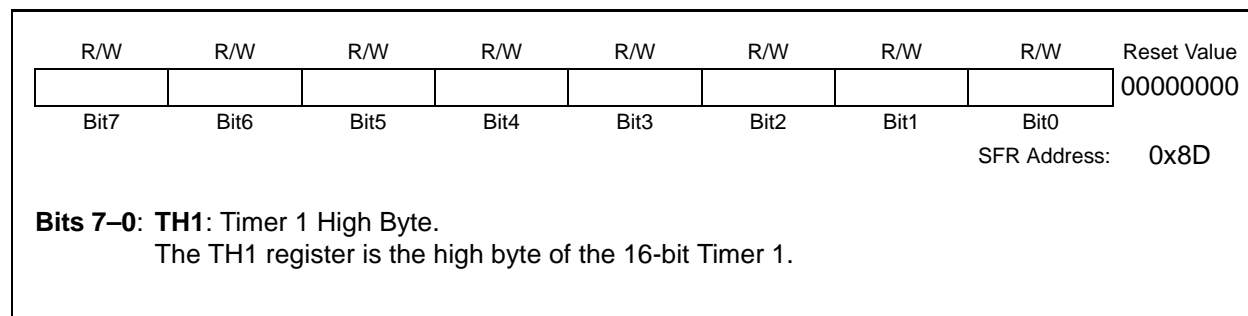 R/W R/W R/W R/W R/W R/W R/W R/W Reset Value
00000000
Bit7 Bit6 Bit5 Bit4 Bit3 Bit2 Bit1 Bit0
SFR Address: 0x8D
Bits 7–0: TH1: Timer 1 High Byte.
The TH1 register is the high byte of the 16-bit Timer 1.